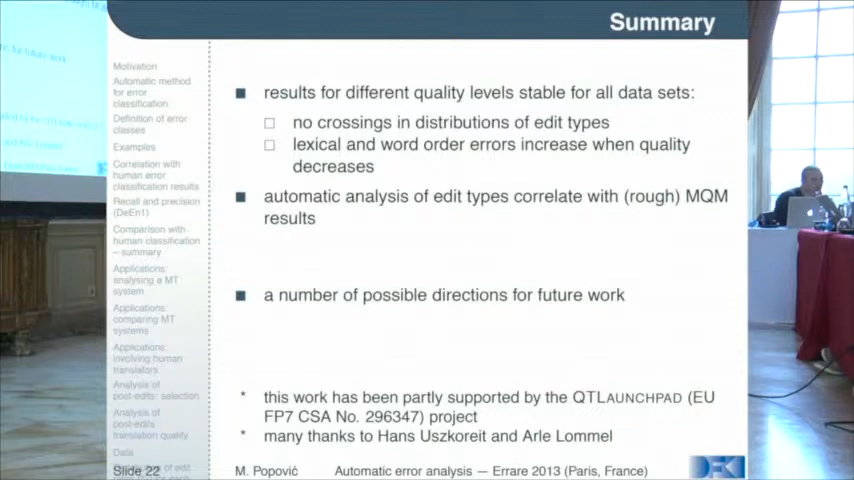 Summary
Motivation
Automatic method
for error
classification
Definition of error
classes
Examples
Correlation with
human error
classification results
Recall and precision
(DeEn1)
Comparison with
human classification
—summary
Applications:
analysing a MT
system
Applications:
comparing MT
systems
Applications:
involving human
translators
Analysis of
post-edits: selection
Analysis of
post-edits
translation quality
Data
results for different quality levels stable for all data sets:
no crossings in distributions of edit types
lexical and word order errors increase when quality
decreases
automatic analysis of edit types correlate with (rough) MQM
results
a number of possible directions for future work
* this work has been partly supported by the QTLAUNCHPAD (EU
FP7 CSA No. 296347) project
* many thanks to Hans Uszkoreit and Arle Lommel
Slide 22
M. Popović
Automatic error analysis — Errare 2013 (Paris, France)
DFKI
for future work